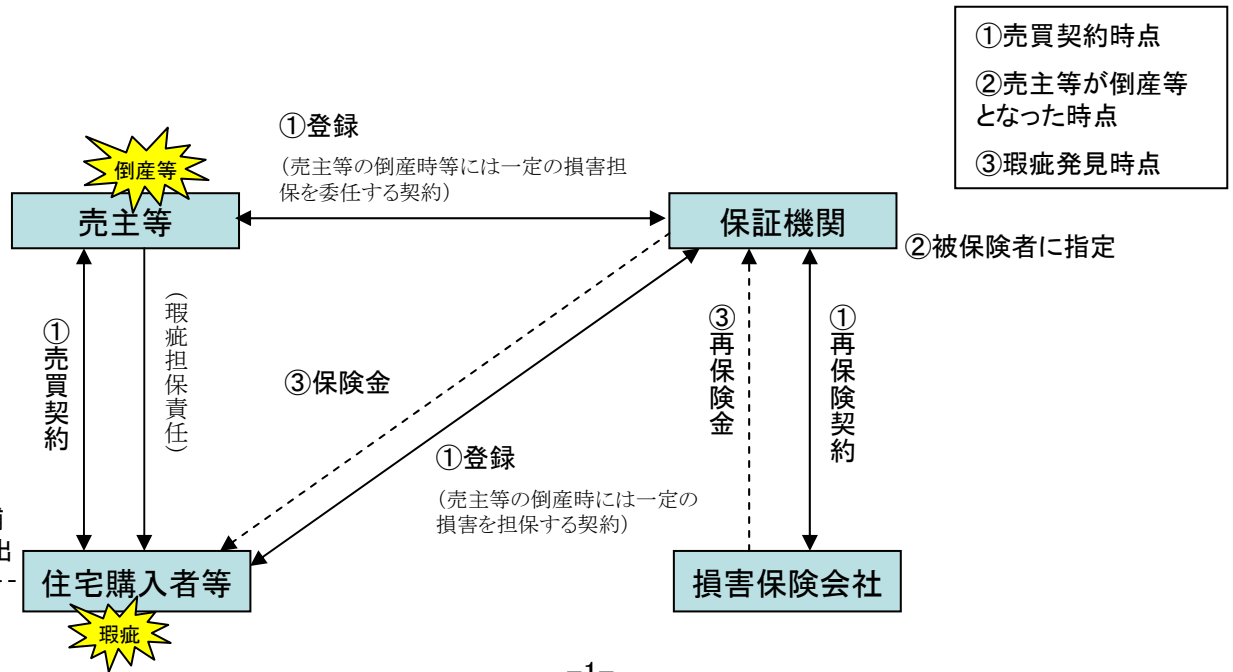 ①売買契約時点
②売主等が倒産等
となった時点
③瑕疵発見時点
①登録
(売主等の倒産時等には一定の損害担
保を委任する契約)
倒産等
売主等
保証機関
②被保険者に指定
①売買契約
(瑕疵担保責任)
③保険金
③再保険金
①再保険契約
①登録
(売主等の倒産時には一定の
損害を担保する契約)
出
住宅購入者等
損害保険会社
瑕疵
−1−